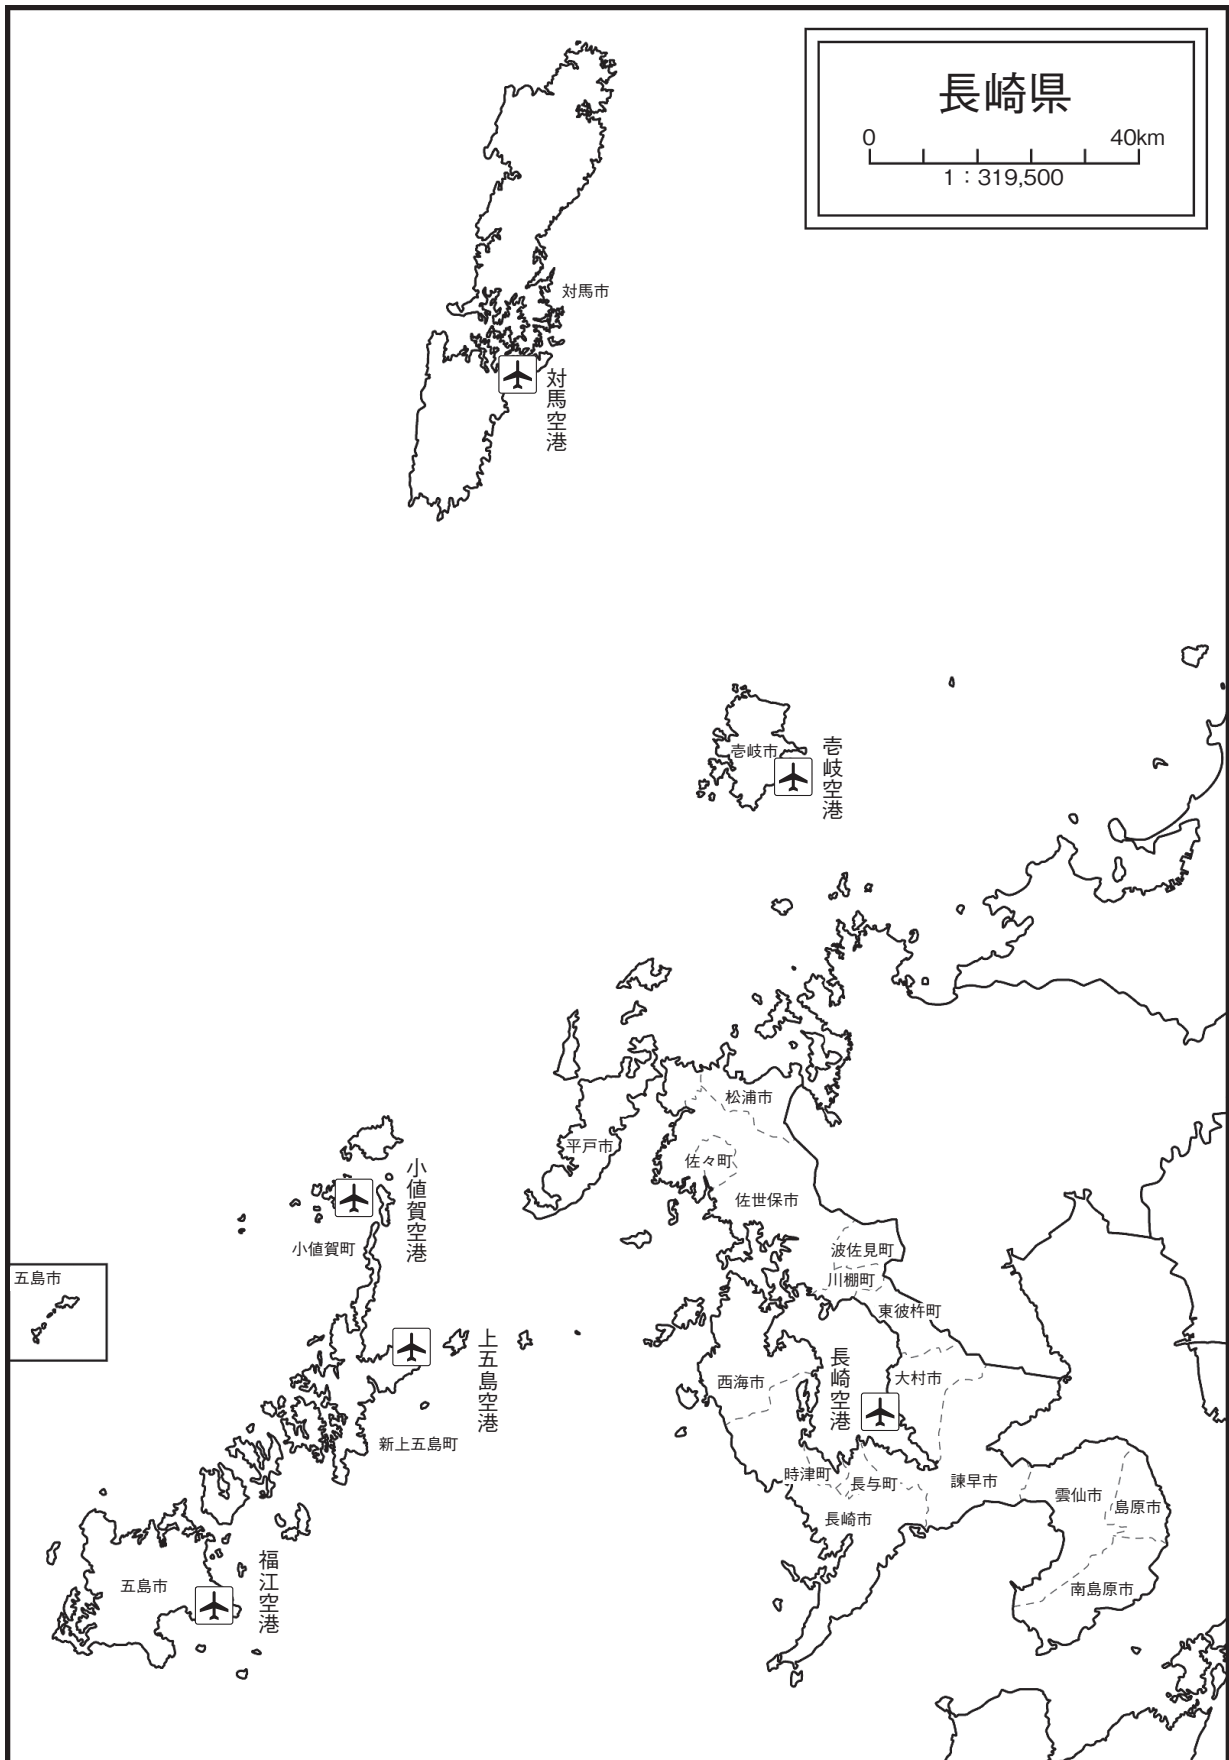 長崎県
0 40km
1：319,500
対馬市
対馬空港
壱岐市
壱岐空港
松浦市
平戸市
佐々町
佐世保市
小値賀空港
小値賀町
波佐見町
川棚町
五島市
東彼杵町
上五島空港
長崎空港
大村市
西海市
新上五島町
時津町
長与町
諫早市
雲仙市
島原市
長崎市
福江空港
五島市
南島原市